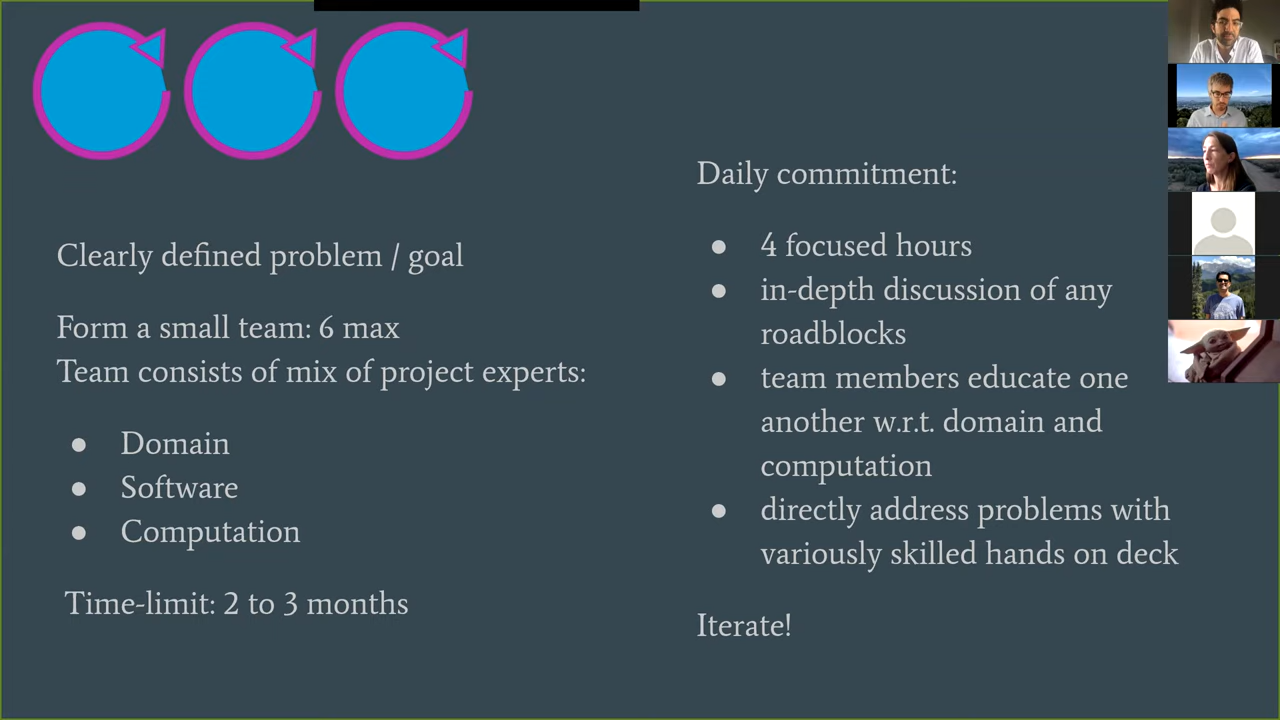 Clearly defined problem / goal
Form a small team: 6 max
Team consists of mix of project experts:
● Domain
● Software
● Computation
Time-limit: 2 to 3 months
Daily commitment:
● 4 focused hours
● in-depth discussion of any
roadblocks
● team members educate one
another w.r.t. domain and
computation
● directly address problems with
variously skilled hands on deck
Iterate!